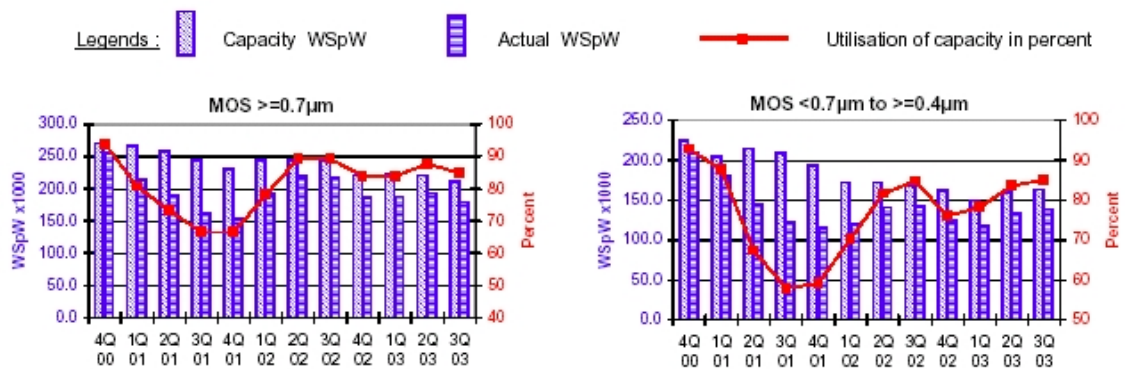 Legends : Capacity WSpW Actual WSpW Utilisation of capacity in percent
MOS >=0.7µm
WSpW x1000
300.0
250.0
200.0
150.0
100.0
50.0
0.0
100
90
80
70
60
50
40
Percent
4Q 1Q 2Q 3Q 4Q 1Q 2Q 3Q 4Q 1Q 2Q 3Q
00 01 01 01 01 02 02 02 02 03 03 03
MOS <0.7µm to >=0.4µm
WSpW x1000
250.0
200.0
150.0
100.0
50.0
0.0
100
90
80
70
60
50
Percent
4Q 1Q 2Q 3Q 4Q 1Q 2Q 3Q 4Q 1Q 2Q 3Q
00 01 01 01 01 02 02 02 02 03 03 03